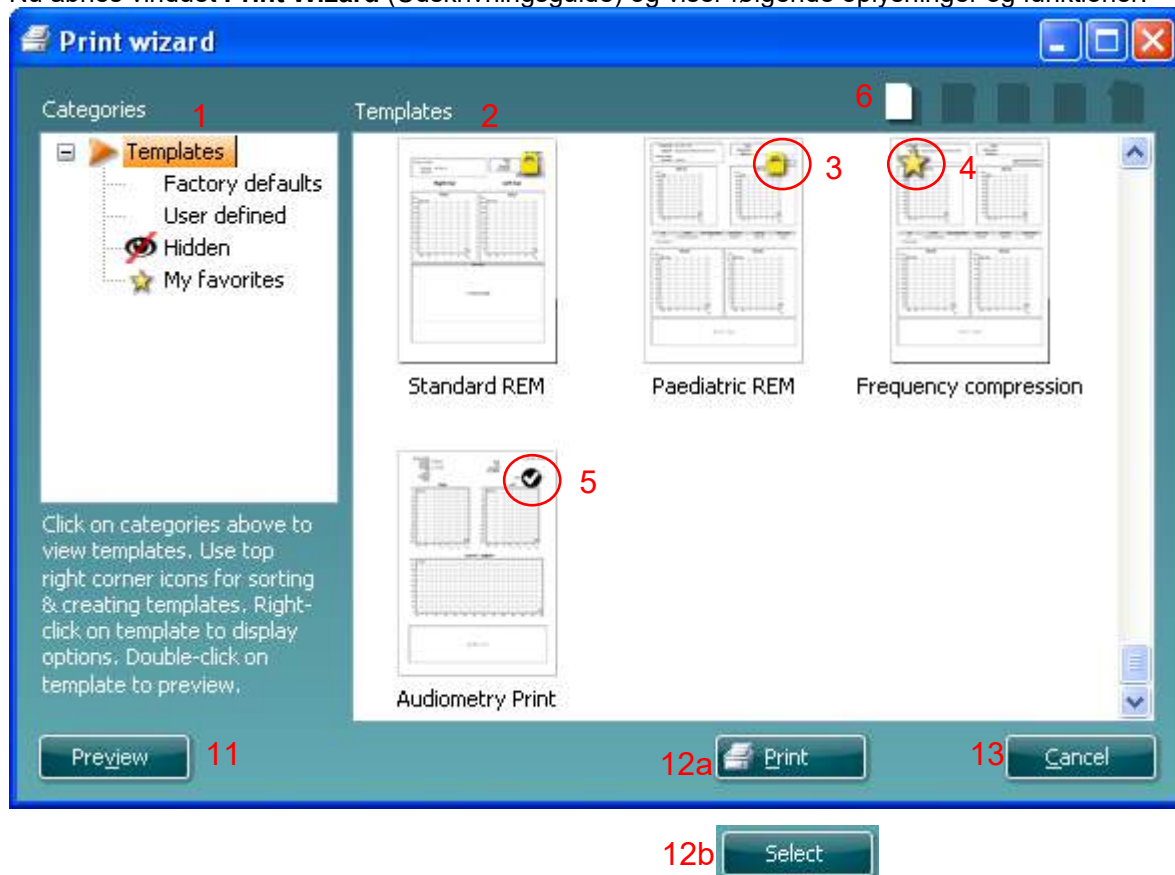 Print wizard
Categories 1
Templates 2
6
Templates
Factory defaults
User defined
Hidden
My favorites
3
4
Standard REM
Paediatric REM
Frequency compression
5
Audiometry Print
Click on categories above to
view templates. Use top
right corner icons for sorting
& creating templates. Right-
click on template to display
options. Double-click on
template to preview.
Preview 11
12a Print
13 Cancel
12b Select